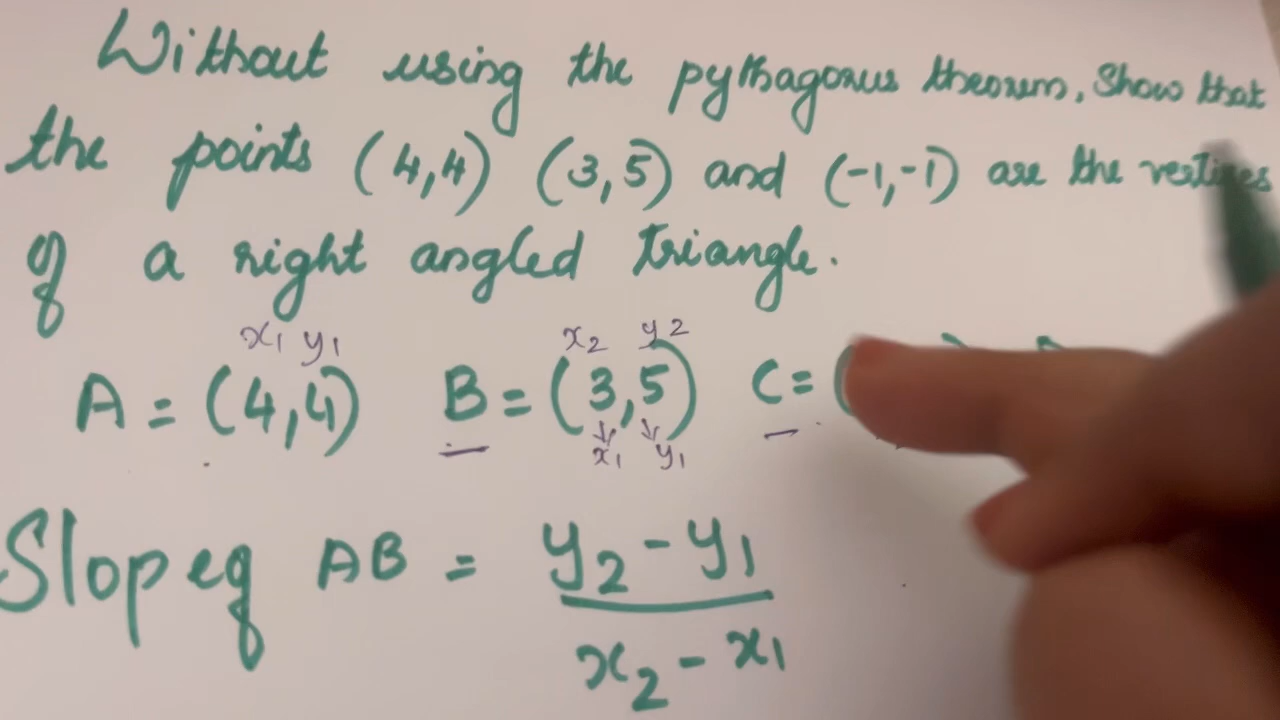 Without using the pythagorus theorem, Show that
the points (4,4) (3,5) and (-1,-1) are the vertices
of a right angled triangle.
x1 y1 x2 y2
A = (4,4) B = (3,5) C = (
x1 y1
Slope of AB = y2 - y1
x2 - x1